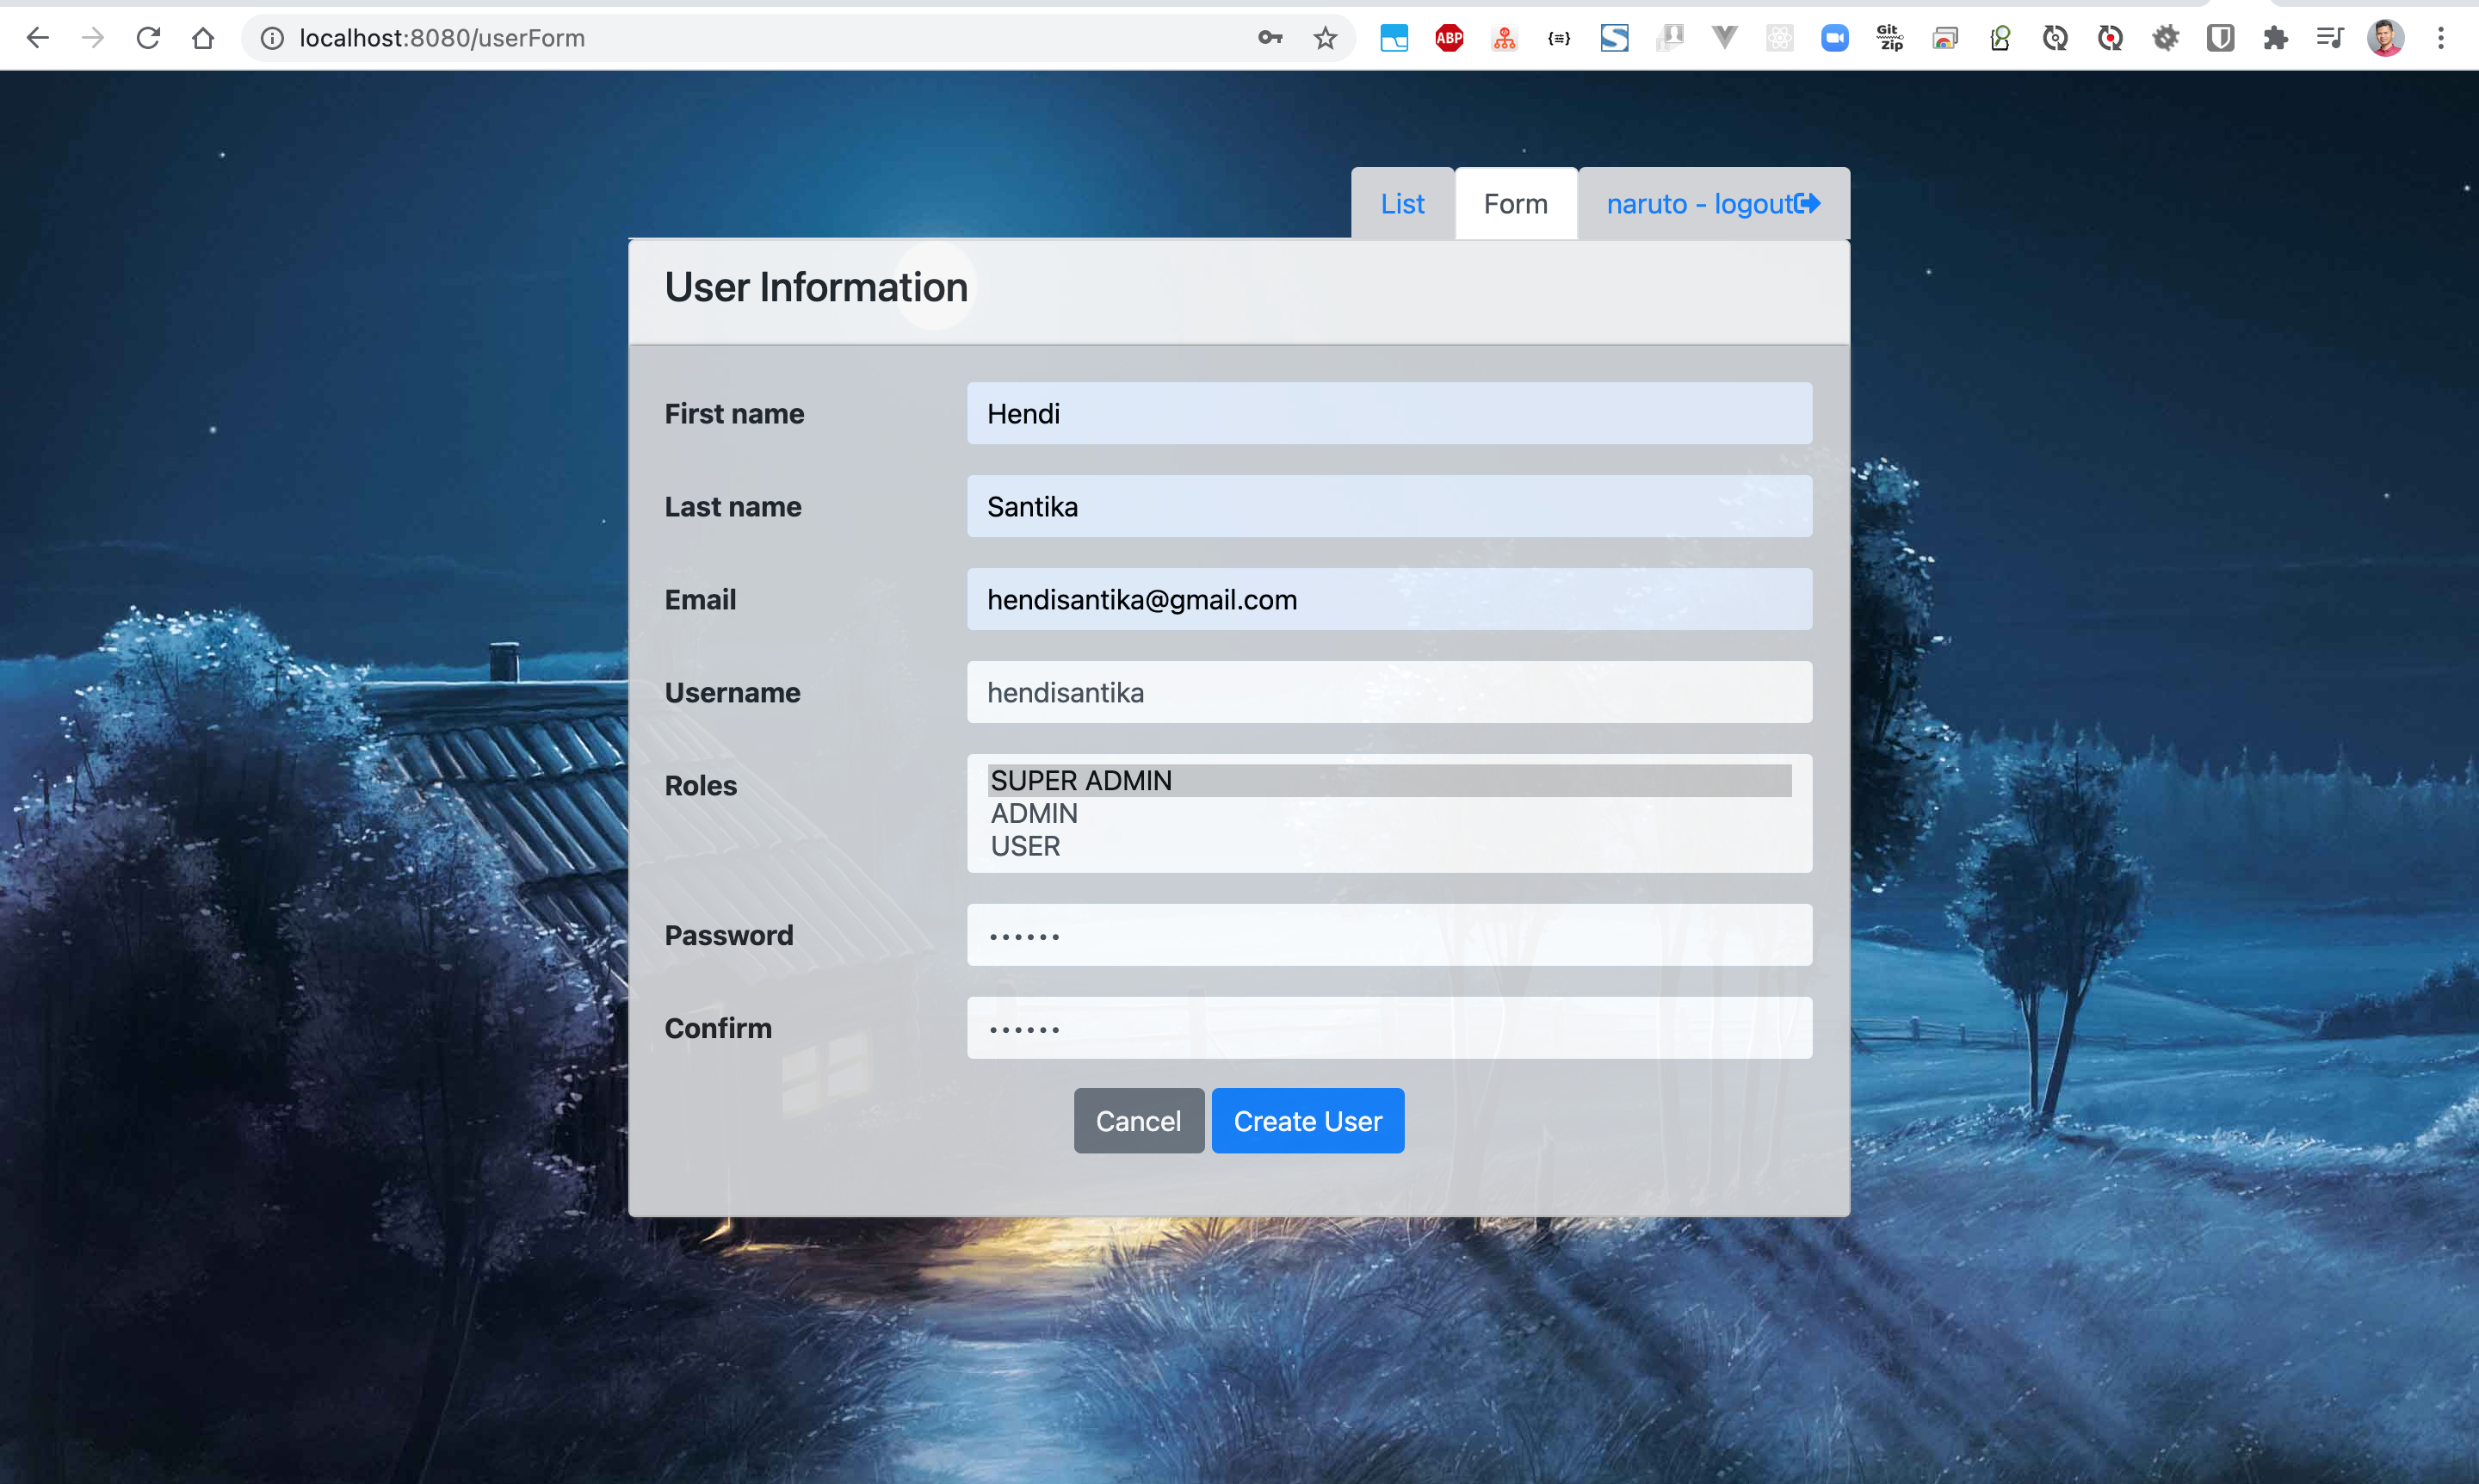 localhost:8080/userForm
ABP
{≡}
S
Git
Zip
List
Form
naruto - logout
User Information
First name
Hendi
Last name
Santika
Email
hendisantika@gmail.com
Username
hendisantika
Roles
SUPER ADMIN
ADMIN
USER
Password
••••••
Confirm
••••••
Cancel
Create User